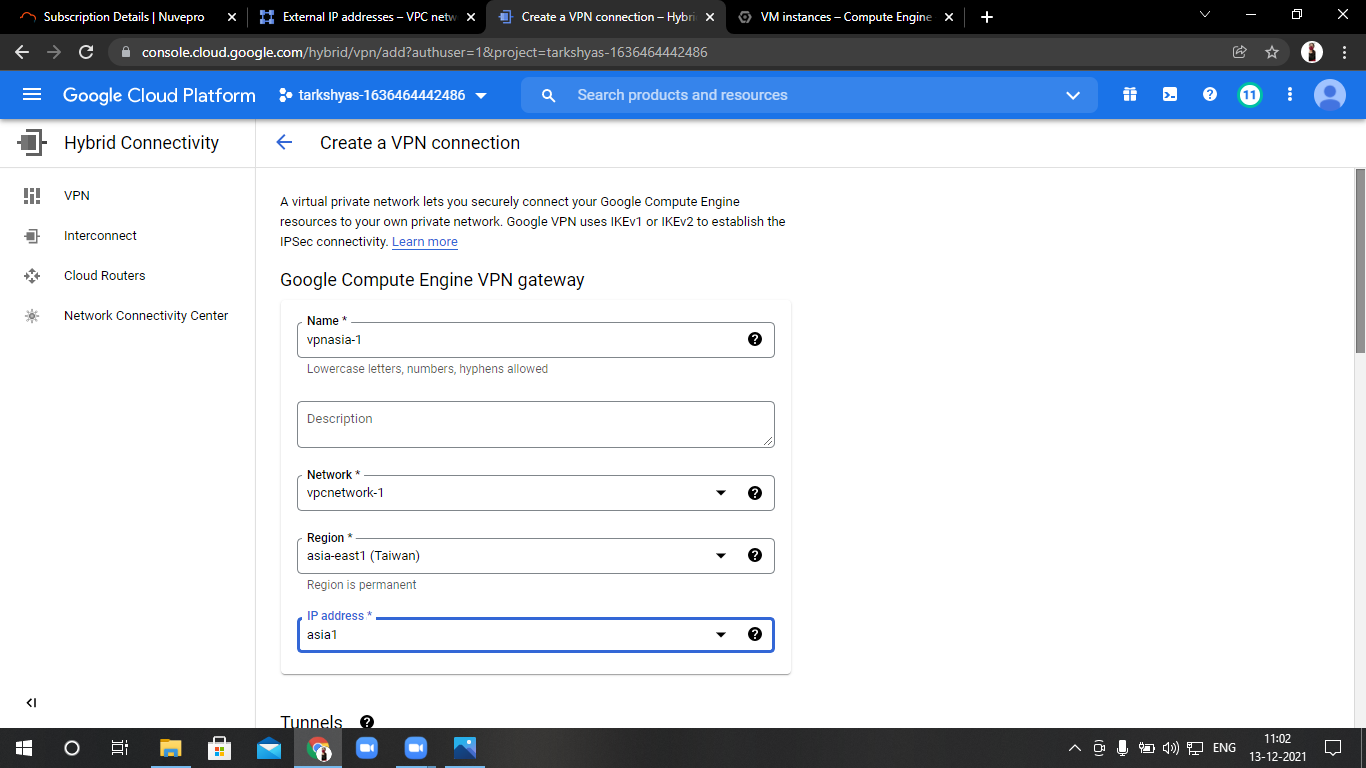 Subscription Details | Nuvepro
External IP addresses – VPC netw
Create a VPN connection – Hybri
VM instances – Compute Engine
console.cloud.google.com/hybrid/vpn/add?authuser=1&project=tarkshyas-1636464442486
Google Cloud Platform
tarkshyas-1636464442486
Search products and resources
11
Hybrid Connectivity
Create a VPN connection
VPN
Interconnect
Cloud Routers
Network Connectivity Center
A virtual private network lets you securely connect your Google Compute Engine
resources to your own private network. Google VPN uses IKEv1 or IKEv2 to establish the
IPSec connectivity. Learn more
Google Compute Engine VPN gateway
Name *
vpnasia-1
Lowercase letters, numbers, hyphens allowed
Description
Network *
vpcnetwork-1
Region *
asia-east1 (Taiwan)
Region is permanent
IP address *
asia1
Tunnels
ENG
11:02
13-12-2021